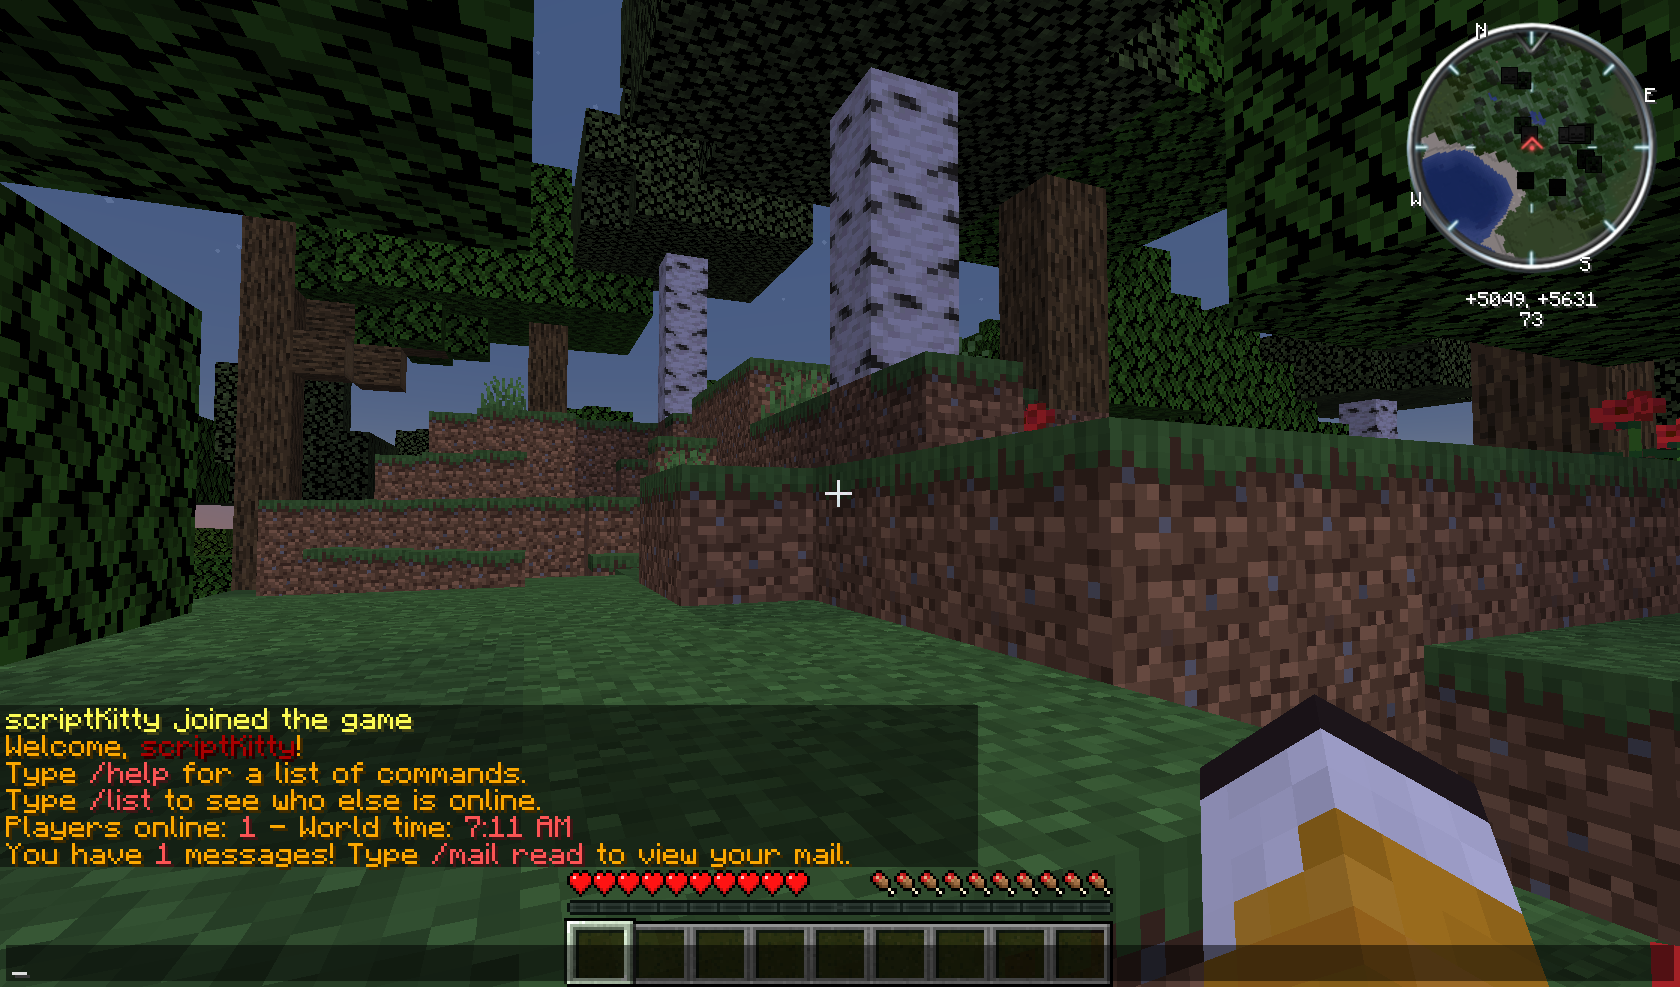 N
E
W
S
+5049, +5631
73
scriptKitty joined the game
Welcome, scriptKitty!
Type /help for a list of commands.
Type /list to see who else is online.
Players online: 1 - World time: 7:11 AM
You have 1 messages! Type /mail read to view your mail.
_